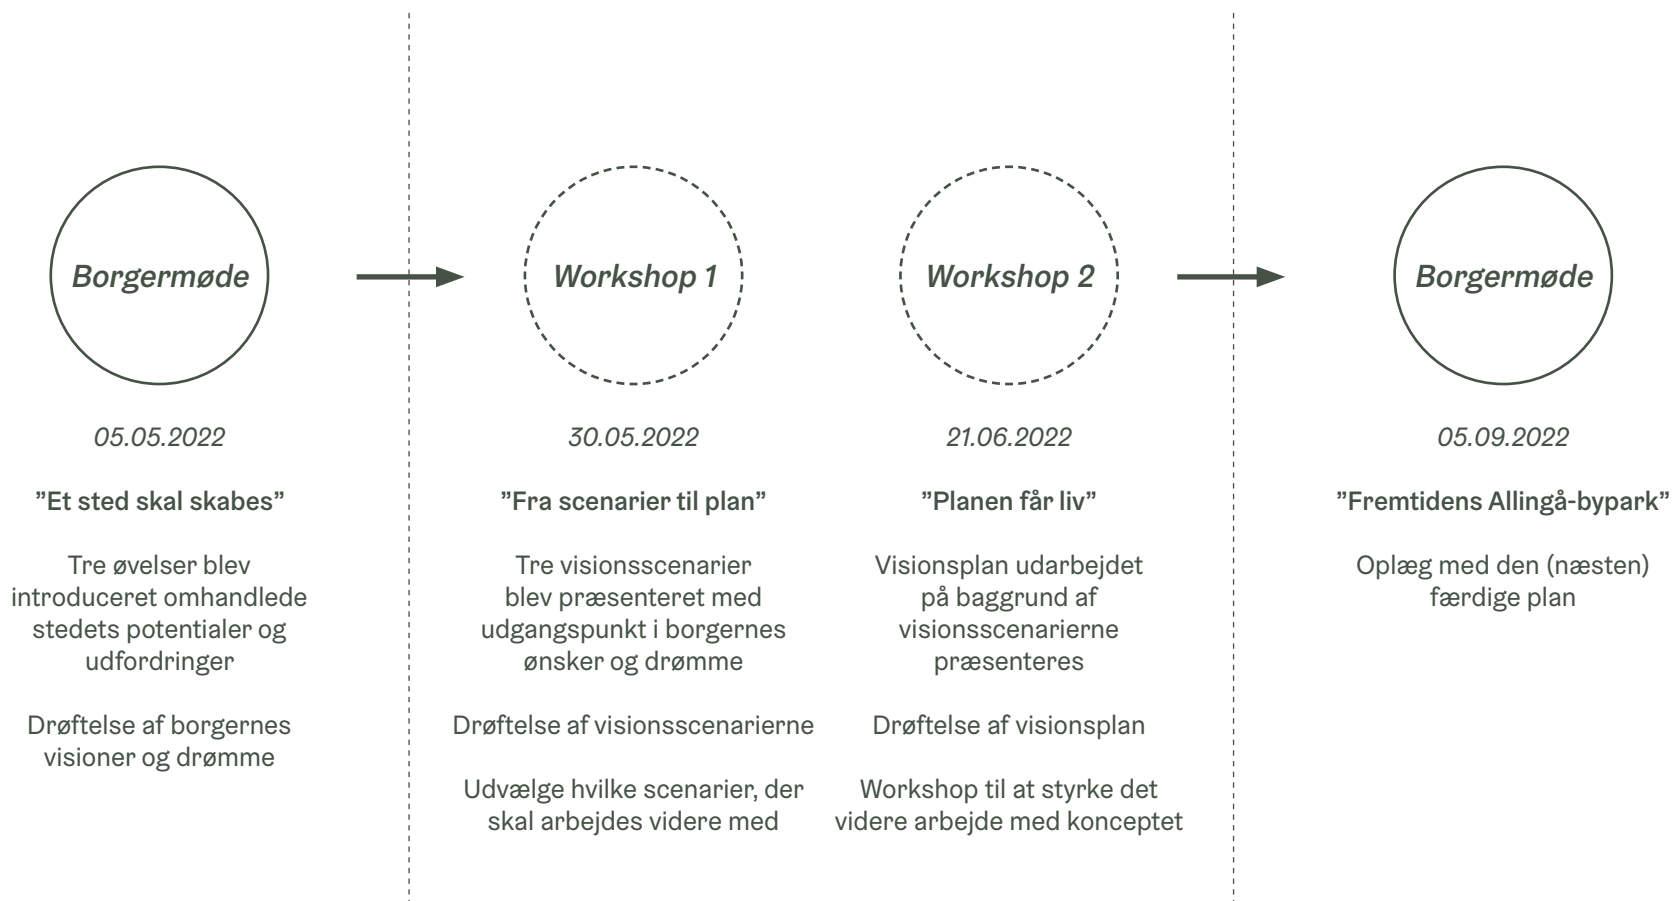 Borgermøde
05.05.2022
”Et sted skal skabes”
Tre øvelser blev
introduceret omhandlede
stedets potentialer og
udfordringer
Drøftelse af borgernes
visioner og drømme
Workshop 1
30.05.2022
”Fra scenarier til plan”
Tre visionsscenarier
blev præsenteret med
udgangspunkt i borgernes
ønsker og drømme
Drøftelse af visionsscenarierne
Udvælge hvilke scenarier, der
skal arbejdes videre med
Workshop 2
21.06.2022
”Planen får liv”
Visionsplan udarbejdet
på baggrund af
visionsscenarierne
præsenteres
Drøftelse af visionsplan
Workshop til at styrke det
videre arbejde med konceptet
Borgermøde
05.09.2022
”Fremtidens Allingå-bypark”
Oplæg med den (næsten)
færdige plan